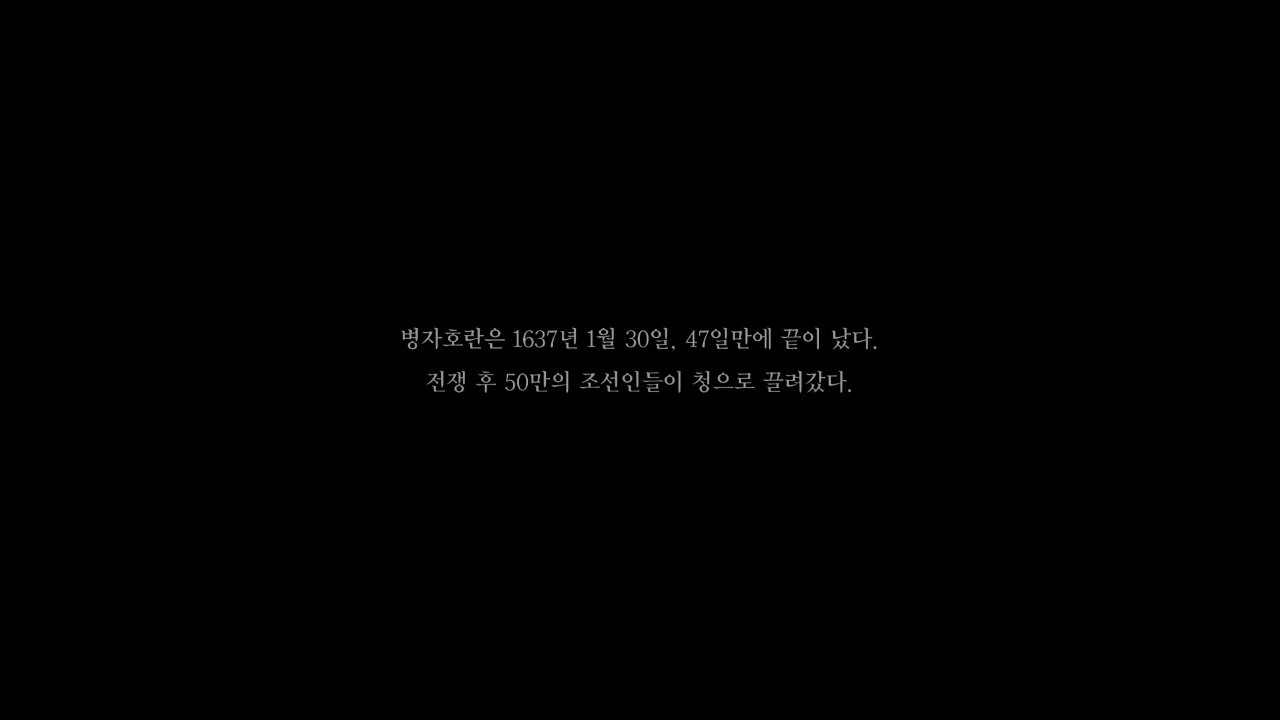 병자호란은 1637년 1월 30일, 47일만에 끝이 났다.
전쟁 후 50만의 조선인들이 청으로 끌려갔다.